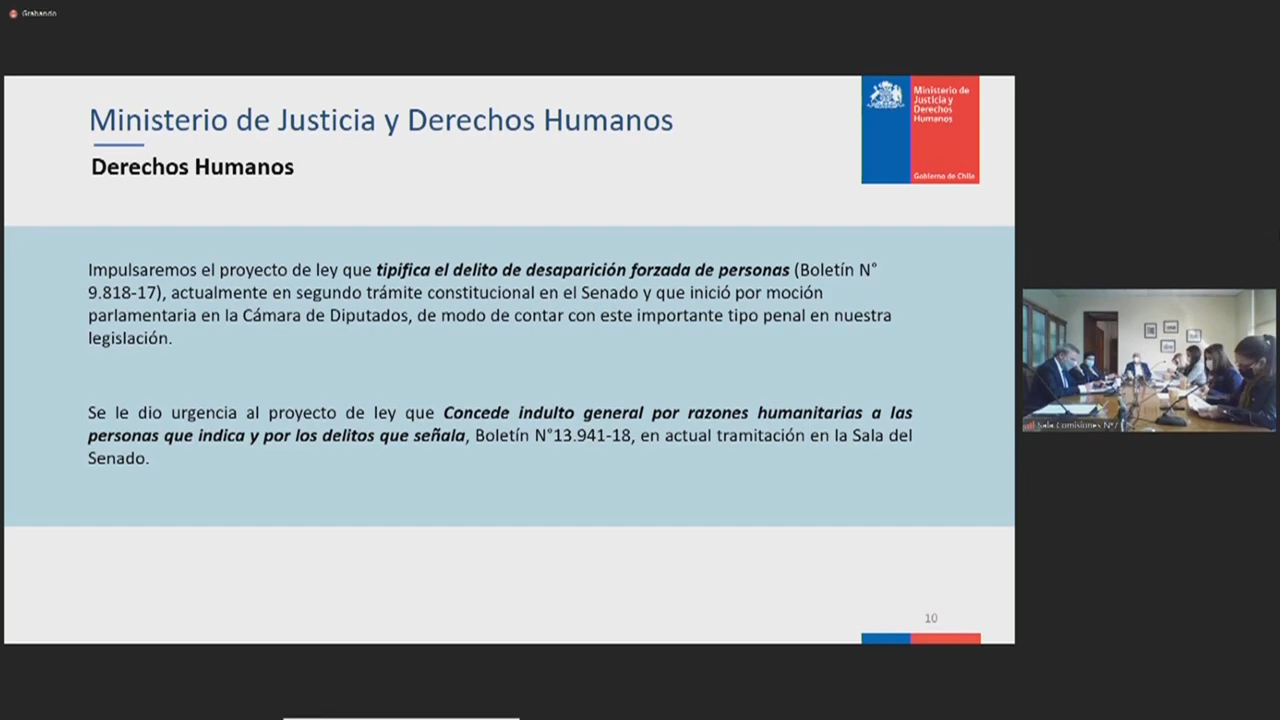 Grabando
Ministerio de Justicia y Derechos Humanos
Derechos Humanos
Ministerio de
Justicia y
Derechos
Humanos
Gobierno de Chile
Impulsaremos el proyecto de ley que tipifica el delito de desaparición forzada de personas (Boletín N°
9.818-17), actualmente en segundo trámite constitucional en el Senado y que inició por moción
parlamentaria en la Cámara de Diputados, de modo de contar con este importante tipo penal en nuestra
legislación.
Se le dio urgencia al proyecto de ley que Concede indulto general por razones humanitarias a las
personas que indica y por los delitos que señala, Boletín N°13.941-18, en actual tramitación en la Sala del
Senado.
10
Sala Comisiones N°7